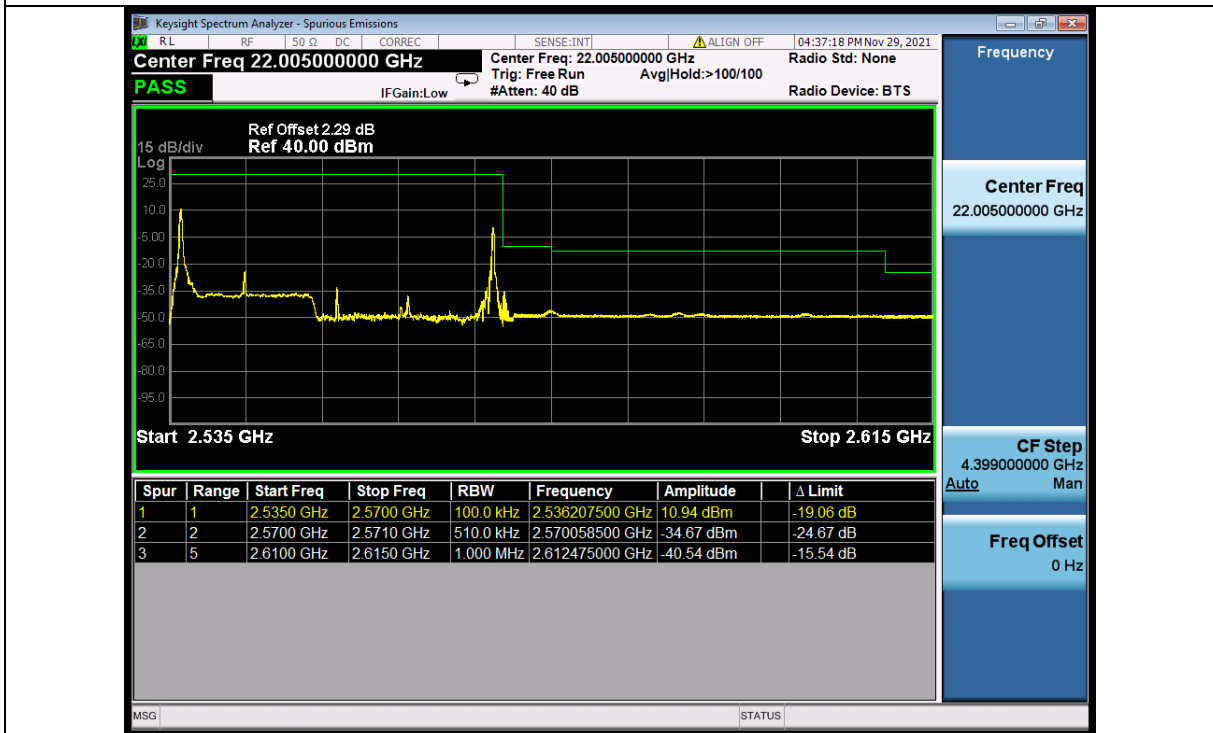 Keysight Spectrum Analyzer - Spurious Emissions
LXI RL RF 50 Ω DC CORREC SENSE:INT ALIGN OFF 04:37:18 PM Nov 29, 2021
Center Freq 22.005000000 GHz Center Freq: 22.005000000 GHz Radio Std: None
Trig: Free Run Avg|Hold:>100/100
PASS IFGain:Low #Atten: 40 dB Radio Device: BTS
Ref Offset 2.29 dB
15 dB/div Ref 40.00 dBm
Log
25.0
10.0
-5.00
-20.0
-35.0
-50.0
-65.0
-80.0
-95.0
Start 2.535 GHz Stop 2.615 GHz
Spur Range Start Freq Stop Freq RBW Frequency Amplitude Δ Limit
1 1 2.5350 GHz 2.5700 GHz 100.0 kHz 2.536207500 GHz 10.94 dBm -19.06 dB
2 2 2.5700 GHz 2.5710 GHz 510.0 kHz 2.570058500 GHz -34.67 dBm -24.67 dB
3 5 2.6100 GHz 2.6150 GHz 1.000 MHz 2.612475000 GHz -40.54 dBm -15.54 dB
MSG STATUS
Frequency
Center Freq
22.005000000 GHz
CF Step
4.399000000 GHz
Auto Man
Freq Offset
0 Hz